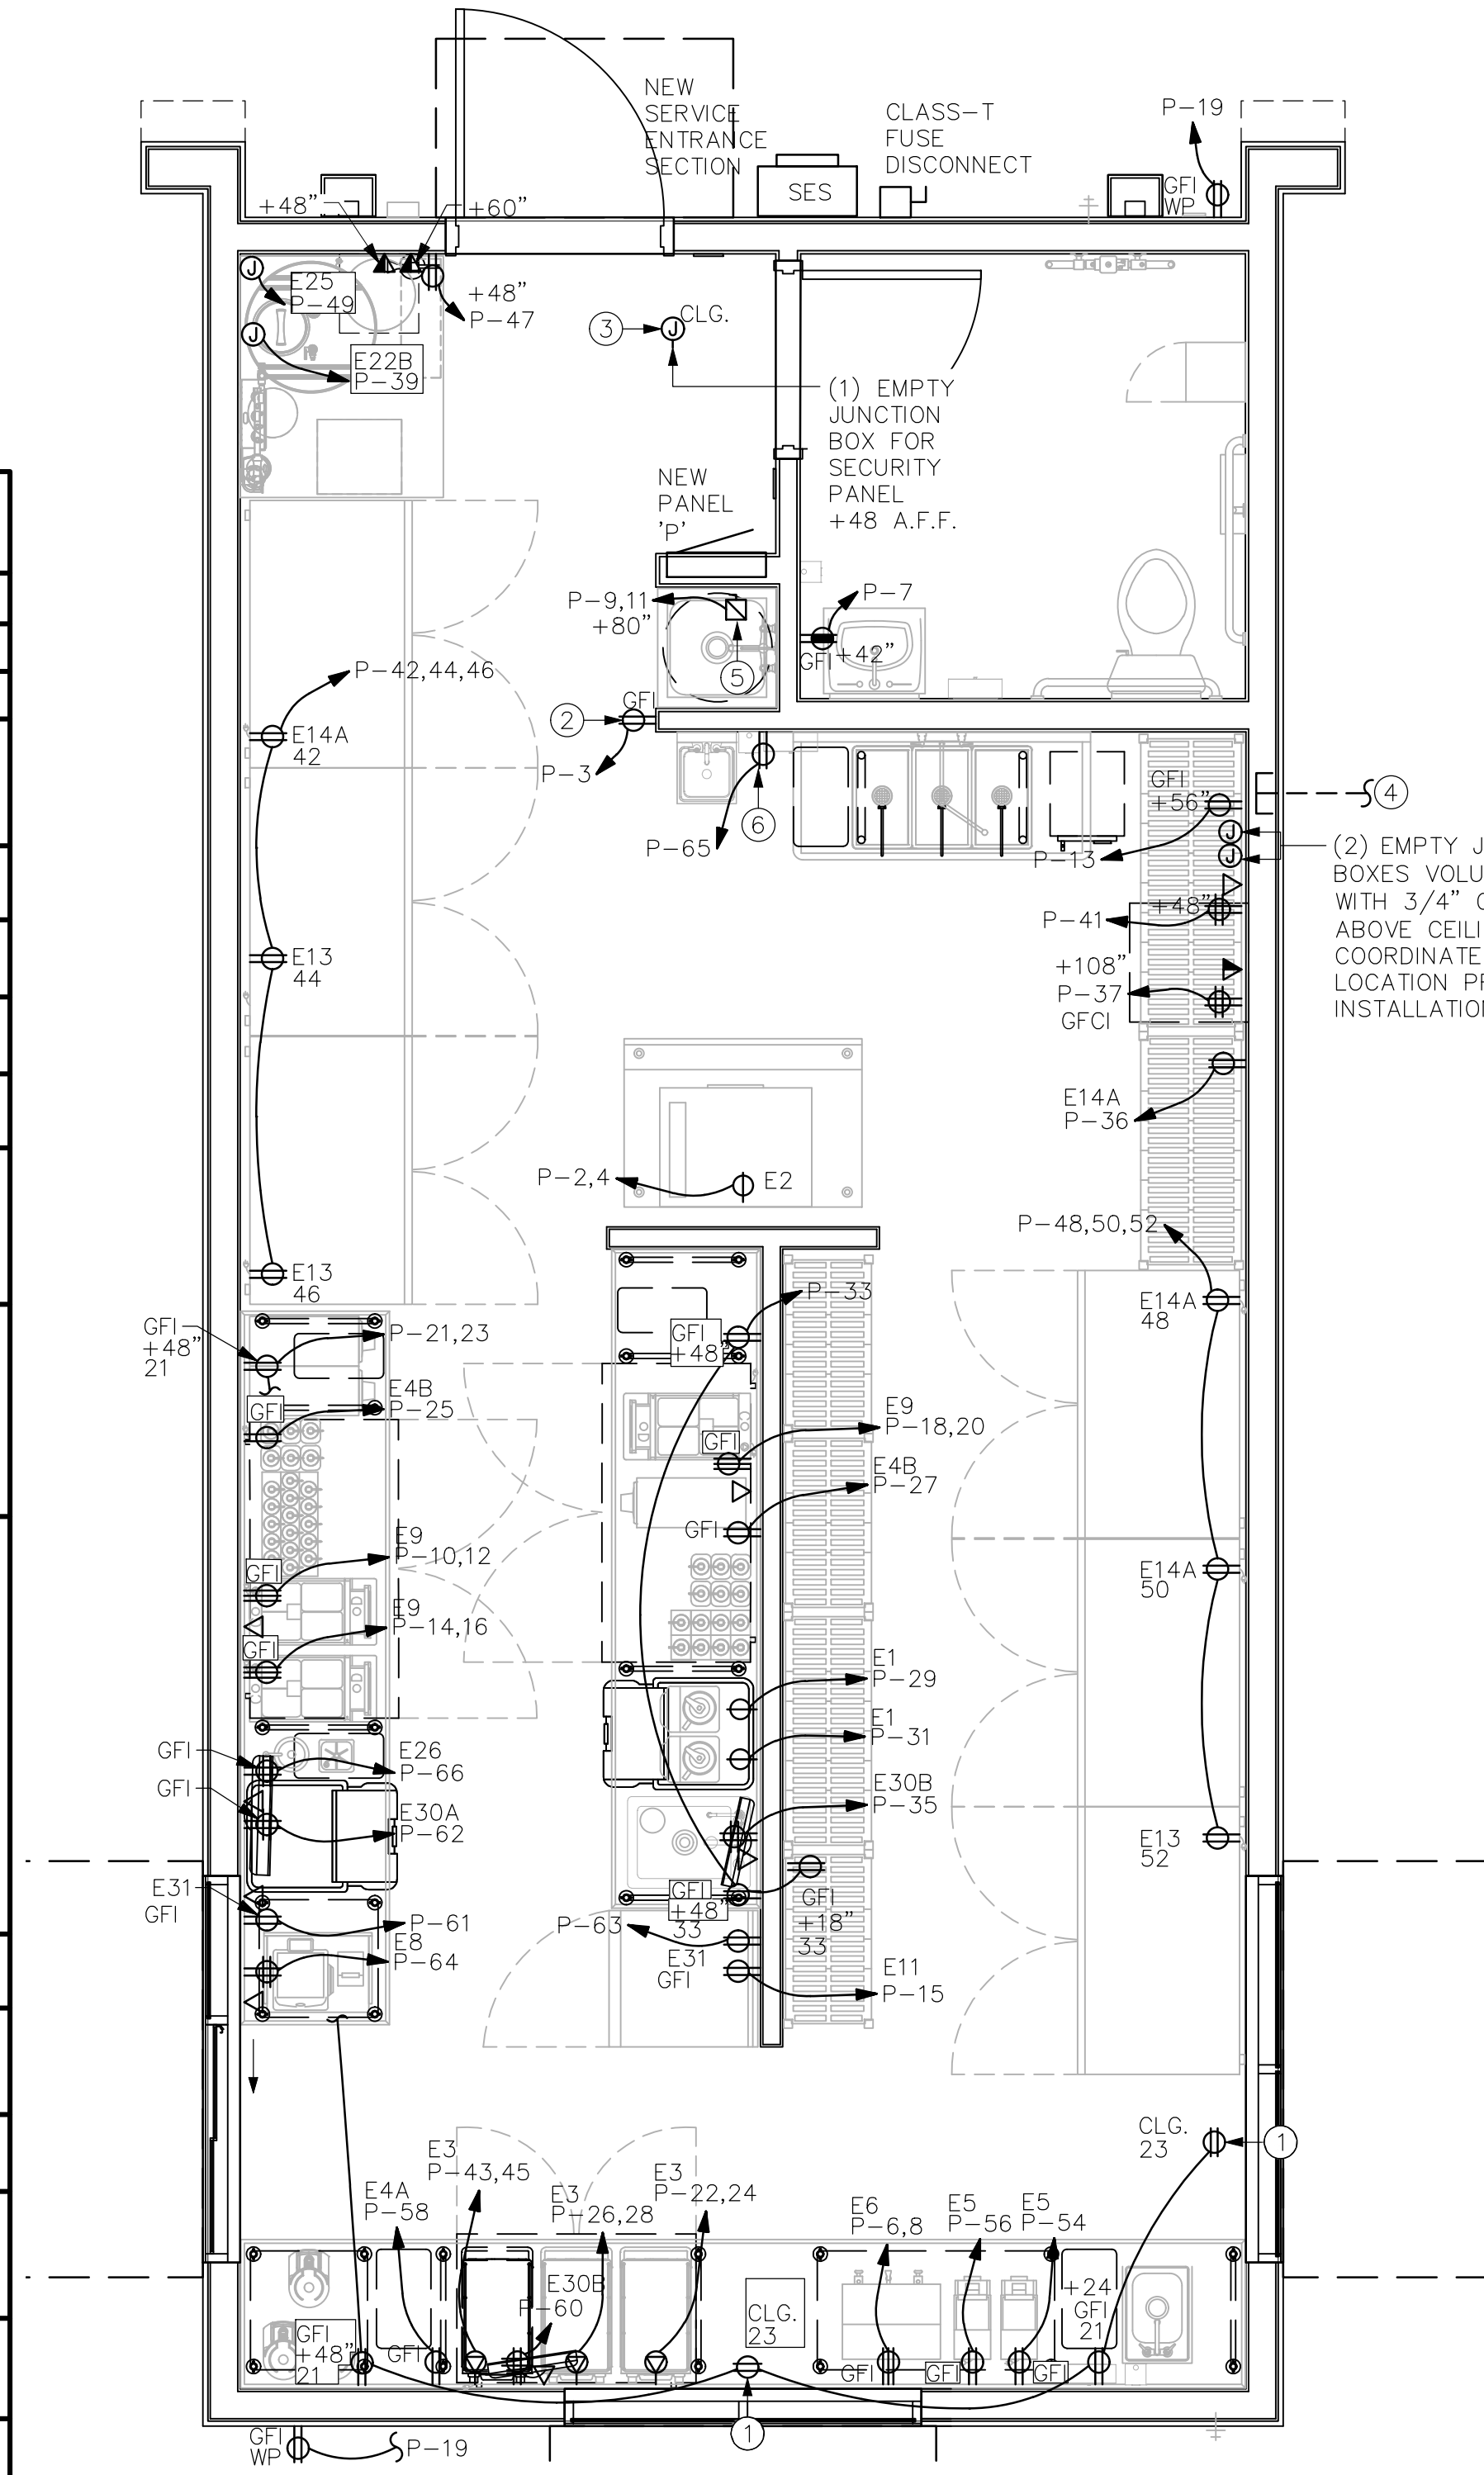 NEW
SERVICE
ENTRANCE
SECTION
CLASS-T
FUSE
DISCONNECT
P-19
SES
GFI
WP
+48"
+60"
J
E25
P-49
+48"
P-47
3
J
CLG.
J
E22B
P-39
(1) EMPTY
JUNCTION
BOX FOR
SECURITY
PANEL
+48 A.F.F.
NEW
PANEL
'P'
P-9,11
+80"
P-7
GFI
+42"
5
P-42,44,46
GFI
2
E14A
42
P-3
P-65
6
GFI
+56"
4
P-13
J
J
(2) EMPTY J
BOXES VOLU
WITH 3/4" C
ABOVE CEILI
COORDINATE
LOCATION PR
INSTALLATION
+48"
P-41
E13
44
+108"
P-37
GFCI
E14A
P-36
P-2,4
E2
P-48,50,52
E13
46
P-33
E14A
48
GFI
+48"
21
P-21,23
GFI
+48"
E4B
P-25
GFI
E9
P-18,20
GFI
E4B
P-27
GFI
E9
P-10,12
GFI
E14A
50
E9
P-14,16
GFI
E1
P-29
E1
P-31
GFI
E26
P-66
GFI
E30A
P-62
E30B
P-35
E13
52
E31
GFI
P-61
GFI
+48"
33
GFI
+18"
33
P-63
E31
GFI
E8
P-64
E11
P-15
CLG.
23
1
E3
P-43,45
E4A
P-58
E3
P-26,28
E3
P-22,24
E6
P-6,8
E5
P-56
E5
P-54
E30B
P-60
CLG.
23
+24
GFI
21
GFI
+48"
21
GFI
GFI
GFI
GFI
1
GFI
WP
P-19